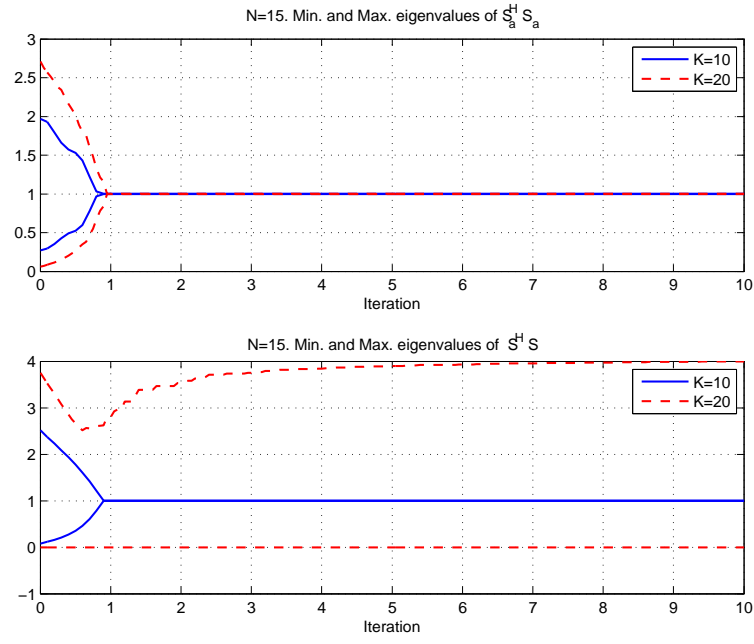 N=15. Min. and Max. eigenvalues of S_a^H S_a
3
2.5
2
1.5
1
0.5
0
K=10
K=20
0 1 2 3 4 5 6 7 8 9 10
Iteration
N=15. Min. and Max. eigenvalues of S^H S
4
3
2
1
0
−1
K=10
K=20
0 1 2 3 4 5 6 7 8 9 10
Iteration